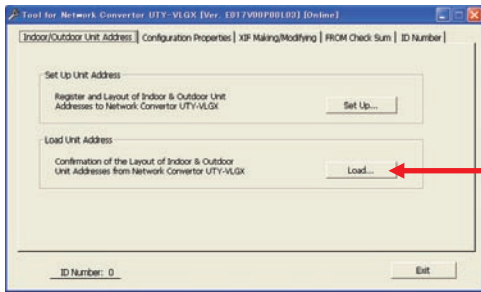 Tool for Network Convertor UTY-VLGX [Ver. E017V00P00L03] [Online]
Indoor/Outdoor Unit Address Configuration Properties XIF Making/Modifying FROM Check Sum ID Number
Set Up Unit Address
Register and Layout of Indoor & Outdoor Unit
Addresses to Network Convertor UTY-VLGX
Set Up...
Load Unit Address
Confirmation of the Layout of Indoor & Outdoor
Unit Addresses from Network Convertor UTY-VLGX
Load...
ID Number: 0
Exit